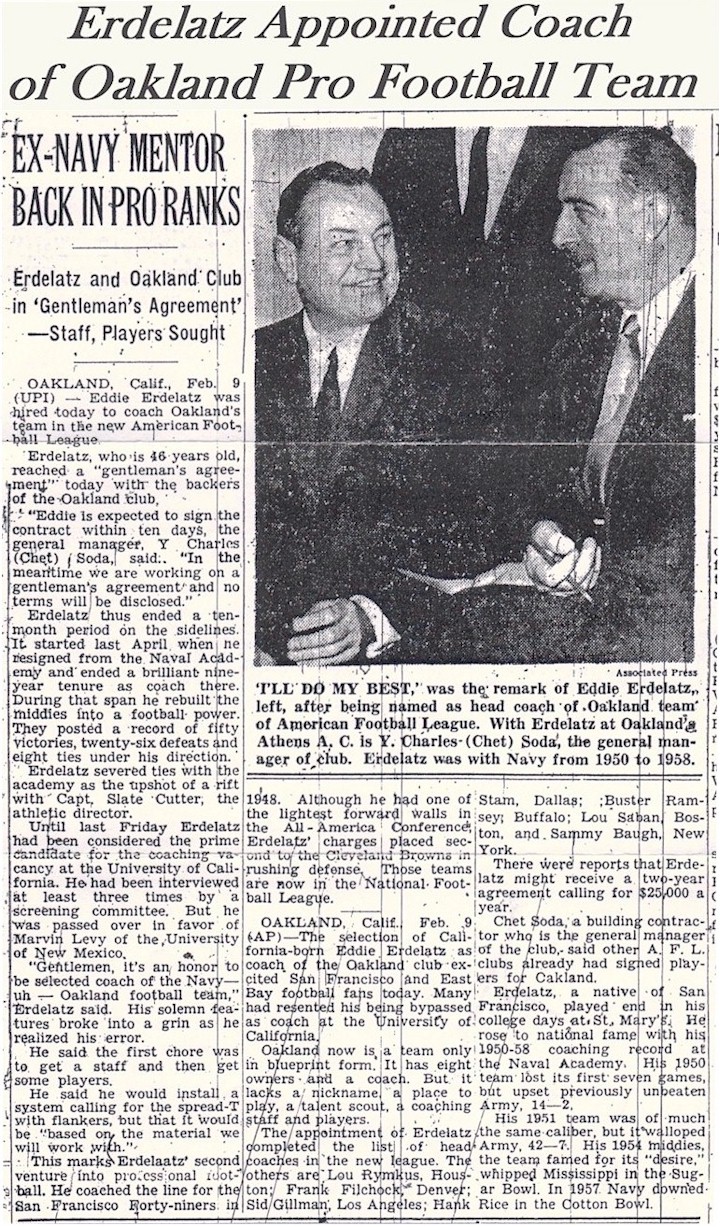 Erdelatz Appointed Coach
of Oakland Pro Football Team
EX-NAVY MENTOR
BACK IN PRO RANKS
Erdelatz and Oakland Club
in 'Gentleman's Agreement'
—Staff, Players Sought
OAKLAND, Calif., Feb. 9
(UPI) — Eddie Erdelatz was
hired today to coach Oakland's
team in the new American Foot-
ball League.
Erdelatz, who is 46 years old,
reached a "gentleman's agree-
ment" today with the backers
of the Oakland club.
"Eddie is expected to sign the
contract within ten days, the
general manager, Y Charles
(Chet) Soda, said. "In the
meantime we are working on a
gentleman's agreement and no
terms will be disclosed."
Erdelatz thus ended a ten-
month period on the sidelines.
It started last April when he
resigned from the Naval Acad-
emy and ended a brilliant nine-
year tenure as coach there.
During that span he rebuilt the
middies into a football power.
They posted a record of fifty
victories, twenty-six defeats and
eight ties under his direction.
Erdelatz severed ties with the
academy as the upshot of a rift
with Capt. Slate Cutter, the
athletic director.
Until last Friday Erdelatz
had been considered the prime
candidate for the coaching va-
cancy at the University of Cali-
fornia. He had been interviewed
at least three times by a
screening committee. But he
was passed over in favor of
Marvin Levy of the University
of New Mexico.
"Gentlemen, it's an honor to
be selected coach of the Navy—
uh — Oakland football team,"
Erdelatz said. His solemn fea-
tures broke into a grin as he
realized his error.
He said the first chore was
to get a staff and then get
some players.
He said he would install a
system calling for the spread-T
with flankers, but that it would
be "based on the material we
will work with."
This marks Erdelaatz' second
venture into professional foot-
ball. He coached the line for the
San Francisco Forty-niners in
Associated Press
'I'LL DO MY BEST,' was the remark of Eddie Erdelatz,
left, after being named as head coach of Oakland team
of American Football League. With Erdelatz at Oakland's
Athens A. C. is Y. Charles (Chet) Soda, the general man-
ager of club. Erdelatz was with Navy from 1950 to 1958.
1948. Although he had one of
the lightest forward walls in
the All-America Conference,
Erdelatz' charges placed sec-
ond to the Cleveland Browns in
rushing defense. Those teams
are now in the National Foot-
ball League.
OAKLAND, Calif., Feb. 9
(AP)—The selection of Cali-
fornia-born Eddie Erdelatz as
coach of the Oakland club ex-
cited San Francisco and East
Bay football fans today. Many
had resented his being bypassed
as coach at the University of
California.
Oakland now is a team only
in blueprint form. It has eight
owners and a coach. But it
lacks a nickname, a place to
play, a talent scout, a coaching
staff and players.
The appointment of Erdelatz
completed the list of head
coaches in the new league. The
others are Lou Rymkus, Hous-
ton; Frank Filchock, Denver;
Sid Gillman, Los Angeles; Hank
Stam, Dallas; Buster Ram-
sey; Buffalo; Lou Saban, Bos-
ton, and Sammy Baugh, New
York.
There were reports that Erde-
latz might receive a two-year
agreement calling for $25,000 a
year.
Chet Soda, a building contrac-
tor who is the general manager
of the club, said other A. F. L.
clubs already had signed play-
ers for Oakland.
Erdelatz, a native of San
Francisco, played end in his
college days at St. Mary's. He
rose to national fame with his
1950-58 coaching record at
the Naval Academy. His 1950
team lost its first seven games,
but upset previously unbeaten
Army, 14—2.
His 1951 team was of much
the same caliber, but it walloped
Army, 42—7. His 1954 middies,
the team famed for its "desire,"
whipped Mississippi in the Sug-
ar Bowl. In 1957 Navy downed
Rice in the Cotton Bowl.